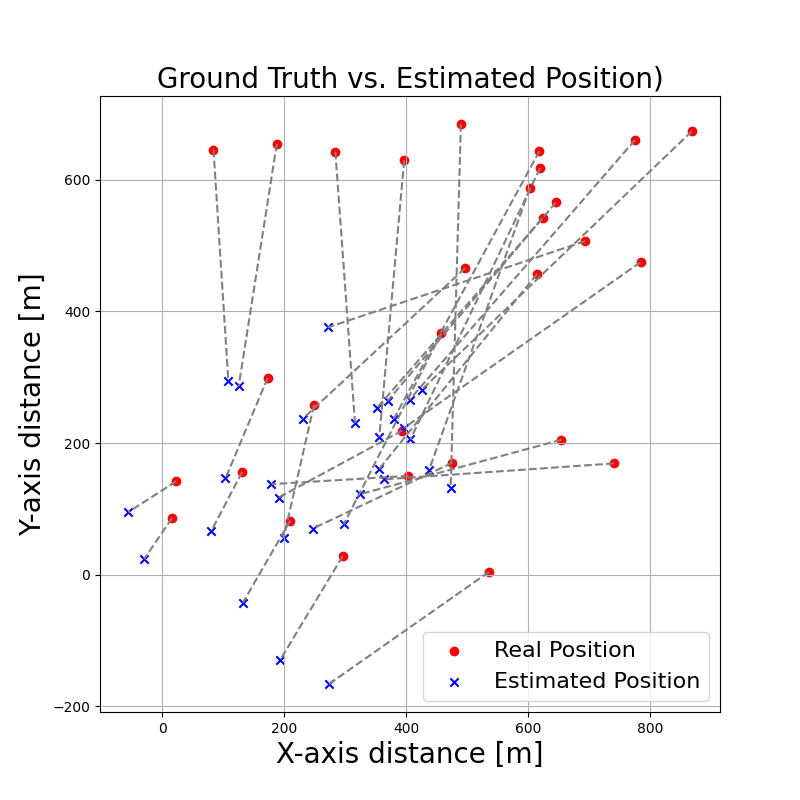 Ground Truth vs. Estimated Position)
Y-axis distance [m]
600
400
200
0
−200
0 200 400 600 800
X-axis distance [m]
Real Position
Estimated Position